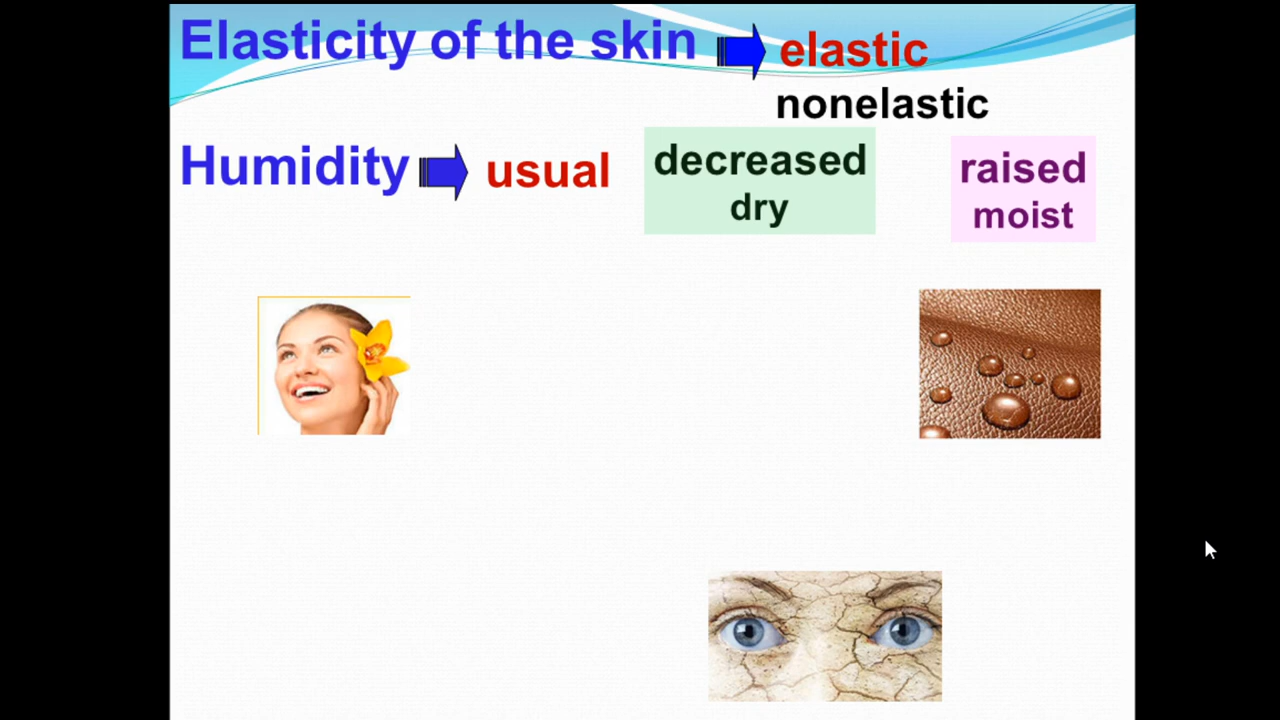 Elasticity of the skin elastic
nonelastic
Humidity usual decreased raised
dry moist